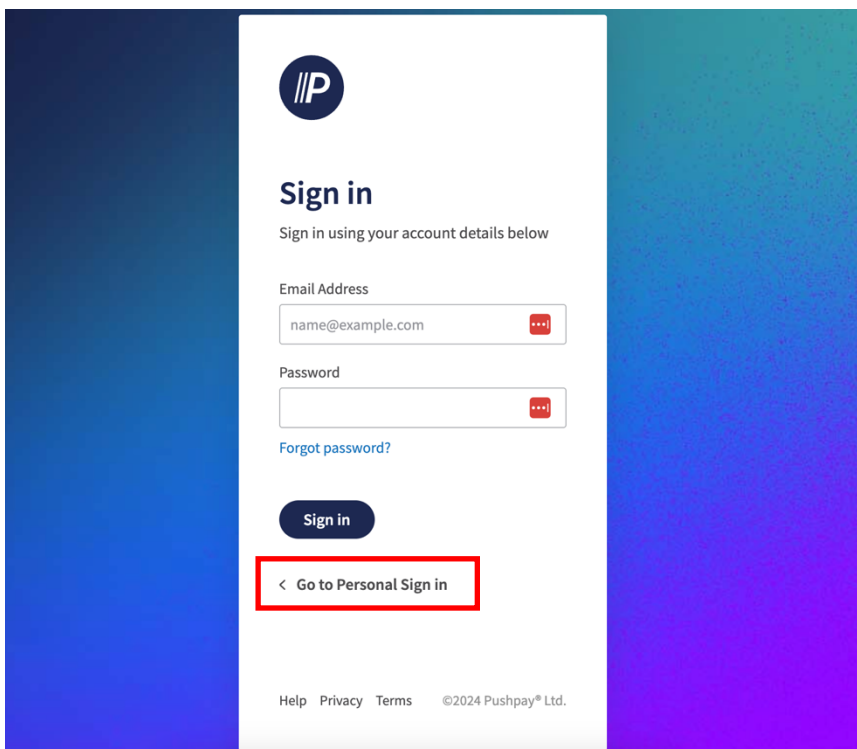 P
Sign in
Sign in using your account details below
Email Address
name@example.com
Password
Forgot password?
Sign in
< Go to Personal Sign in
Help Privacy Terms ©2024 Pushpay® Ltd.